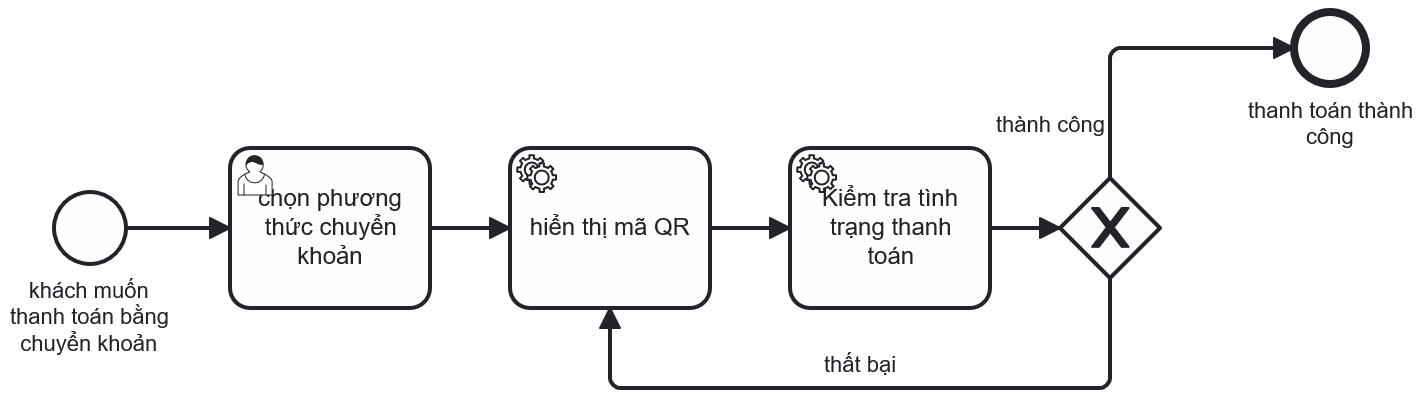 khách muốn
thanh toán bằng
chuyển khoản
chọn phương
thức chuyển
khoản
hiển thị mã QR
Kiểm tra tình
trạng thanh
toán
thành công
thất bại
thanh toán thành
công